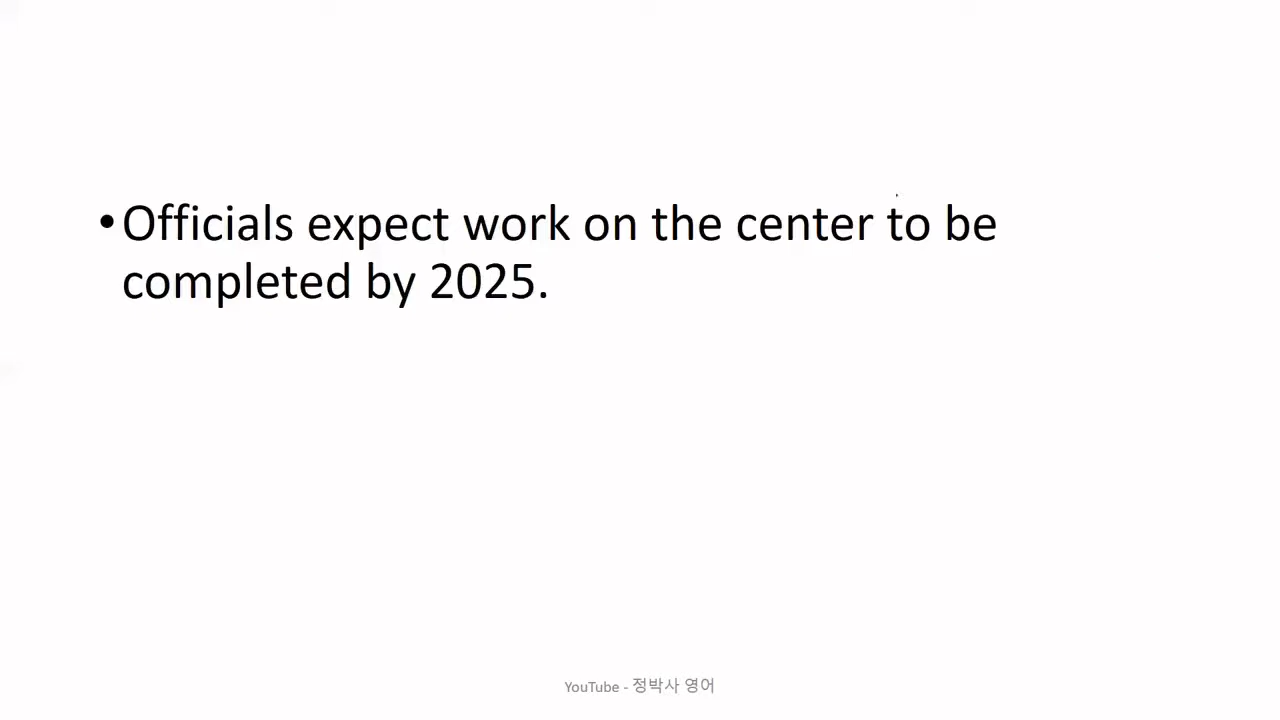 •Officials expect work on the center to be
completed by 2025.
YouTube - 정박사 영어